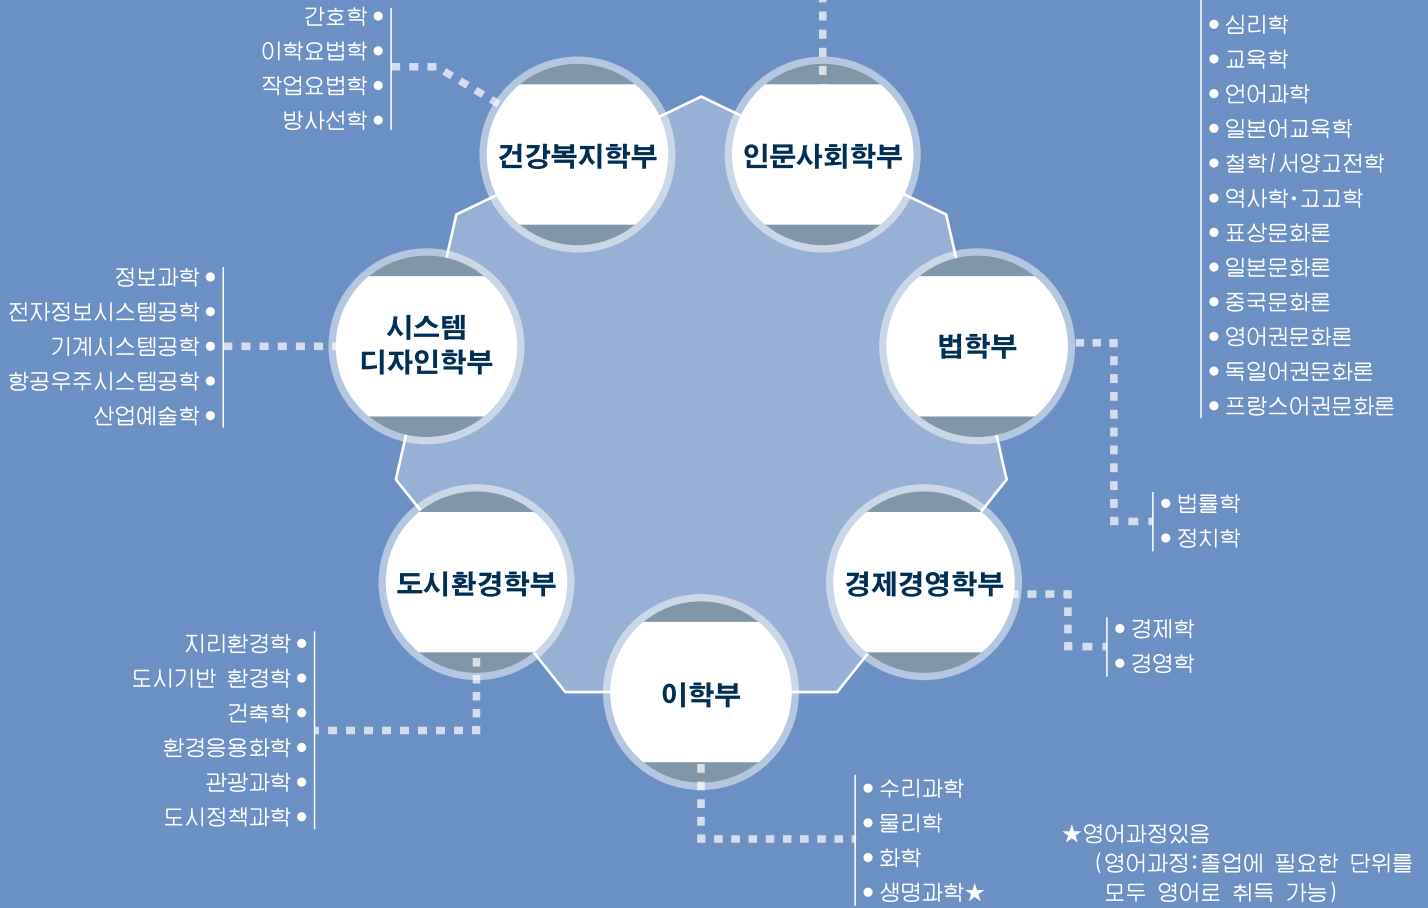 간호학
이학요법학
작업요법학
방사선학
건강복지학부
인문사회학부
심리학
교육학
언어과학
일본어교육학
철학/서양고전학
역사학·고고학
표상문화론
일본문화론
중국문화론
영어권문화론
독일어권문화론
프랑스어권문화론
정보과학
전자정보시스템공학
기계시스템공학
항공우주시스템공학
산업예술학
시스템
디자인학부
법학부
법률학
정치학
도시환경학부
경제경영학부
경제학
경영학
지리환경학
도시기반 환경학
건축학
환경응용화학
관광과학
도시정책과학
이학부
수리과학
물리학
화학
생명과학★
★영어과정있음
(영어과정:졸업에 필요한 단위를
모두 영어로 취득 가능)